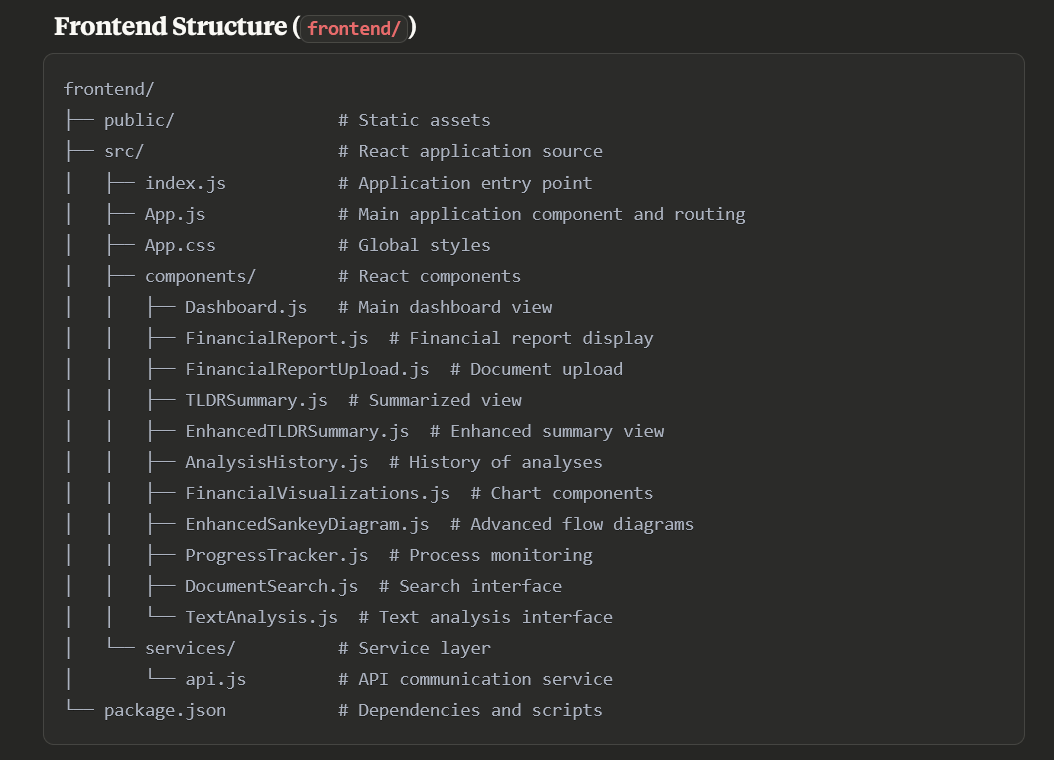 Frontend Structure (frontend/)
frontend/
├── public/                # Static assets
├── src/                   # React application source
│   ├── index.js           # Application entry point
│   ├── App.js             # Main application component and routing
│   ├── App.css            # Global styles
│   ├── components/        # React components
│   │   ├── Dashboard.js   # Main dashboard view
│   │   ├── FinancialReport.js  # Financial report display
│   │   ├── FinancialReportUpload.js  # Document upload
│   │   ├── TLDRSummary.js  # Summarized view
│   │   ├── EnhancedTLDRSummary.js  # Enhanced summary view
│   │   ├── AnalysisHistory.js  # History of analyses
│   │   ├── FinancialVisualizations.js  # Chart components
│   │   ├── EnhancedSankeyDiagram.js  # Advanced flow diagrams
│   │   ├── ProgressTracker.js  # Process monitoring
│   │   ├── DocumentSearch.js  # Search interface
│   │   └── TextAnalysis.js  # Text analysis interface
│   └── services/          # Service layer
│       └── api.js         # API communication service
└── package.json           # Dependencies and scripts